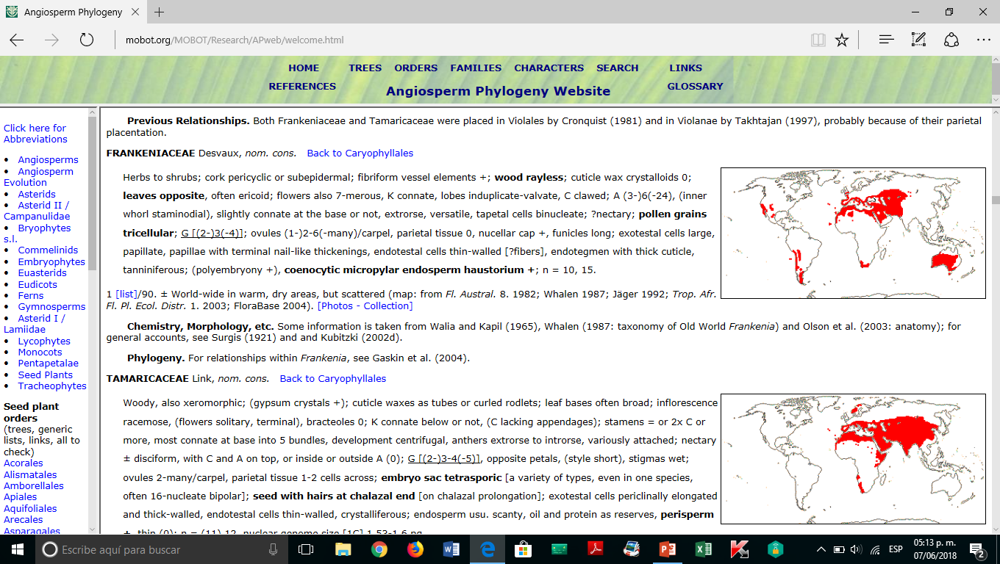 Angiosperm Phylogeny
mobot.org/MOBOT/Research/APweb/welcome.html
HOME TREES ORDERS FAMILIES CHARACTERS SEARCH LINKS
REFERENCES Angiosperm Phylogeny Website GLOSSARY
Click here for
Abbreviations
• Angiosperms
• Angiosperm
Evolution
• Asterids
• Asterid II /
Campanulidae
• Bryophytes
s.l.
• Commelinids
• Embryophytes
• Euasterids
• Eudicots
• Ferns
• Gymnosperms
• Asterid I /
Lamiidae
• Lycophytes
• Monocots
• Pentapetalae
• Seed Plants
• Tracheophytes
Seed plant
orders
(trees, generic
lists, links, all to
check)
Acorales
Alismatales
Amborellales
Apiales
Aquifoliales
Arecales
Asparagales
Previous Relationships. Both Frankeniaceae and Tamaricaceae were placed in Violales by Cronquist (1981) and in Violanae by Takhtajan (1997), probably because of their parietal
placentation.
FRANKENIACEAE Desvaux, nom. cons. Back to Caryophyllales
Herbs to shrubs; cork pericyclic or subepidermal; fibriform vessel elements +; wood rayless; cuticle wax crystalloids 0;
leaves opposite, often ericoid; flowers also 7-merous, K connate, lobes induplicate-valvate, C clawed; A (3-)6(-24), (inner
whorl staminodial), slightly connate at the base or not, extrorse, versatile, tapetal cells binucleate; ?nectary; pollen grains
tricellular; G [(2-)3(-4)]; ovules (1-)2-6(-many)/carpel, parietal tissue 0, nucellar cap +, funicles long; exotestal cells large,
papillate, papillae with terminal nail-like thickenings, endotestal cells thin-walled [?fibers], endotegmen with thick cuticle,
tanniniferous; (polyembryony +), coenocytic micropylar endosperm haustorium +; n = 10, 15.
1 [list]/90. ± World-wide in warm, dry areas, but scattered (map: from Fl. Austral. 8. 1982; Whalen 1987; Jäger 1992; Trop. Afr.
Fl. Pl. Ecol. Distr. 1. 2003; FloraBase 2004). [Photos - Collection]
Chemistry, Morphology, etc. Some information is taken from Walia and Kapil (1965), Whalen (1987: taxonomy of Old World Frankenia) and Olson et al. (2003: anatomy); for
general accounts, see Surgis (1921) and and Kubitzki (2002d).
Phylogeny. For relationships within Frankenia, see Gaskin et al. (2004).
TAMARICACEAE Link, nom. cons. Back to Caryophyllales
Woody, also xeromorphic; (gypsum crystals +); cuticle waxes as tubes or curled rodlets; leaf bases often broad; inflorescence
racemose, (flowers solitary, terminal), bracteoles 0; K connate below or not, (C lacking appendages); stamens = or 2x C or
more, most connate at base into 5 bundles, development centrifugal, anthers extrorse to introrse, variously attached; nectary
± disciform, with C and A on top, or inside or outside A (0); G [(2-)3-4(-5)], opposite petals, (style short), stigmas wet;
ovules 2-many/carpel, parietal tissue 1-2 cells across; embryo sac tetrasporic [a variety of types, even in one species,
often 16-nucleate bipolar]; seed with hairs at chalazal end [on chalazal prolongation]; exotestal cells periclinally elongated
and thick-walled, endotestal cells thin-walled, crystalliferous; endosperm usu. scanty, oil and protein as reserves, perisperm
+, thin (0); n = (11) 12, nuclear genome size [1C] 1.53-1.6 pg.
Escribe aquí para buscar
ESP
05:13 p. m.
07/06/2018
2